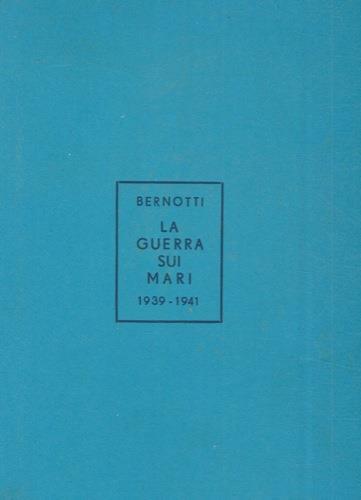 BERNOTTI
LA
GUERRA
SUI
MARI
1939-1941